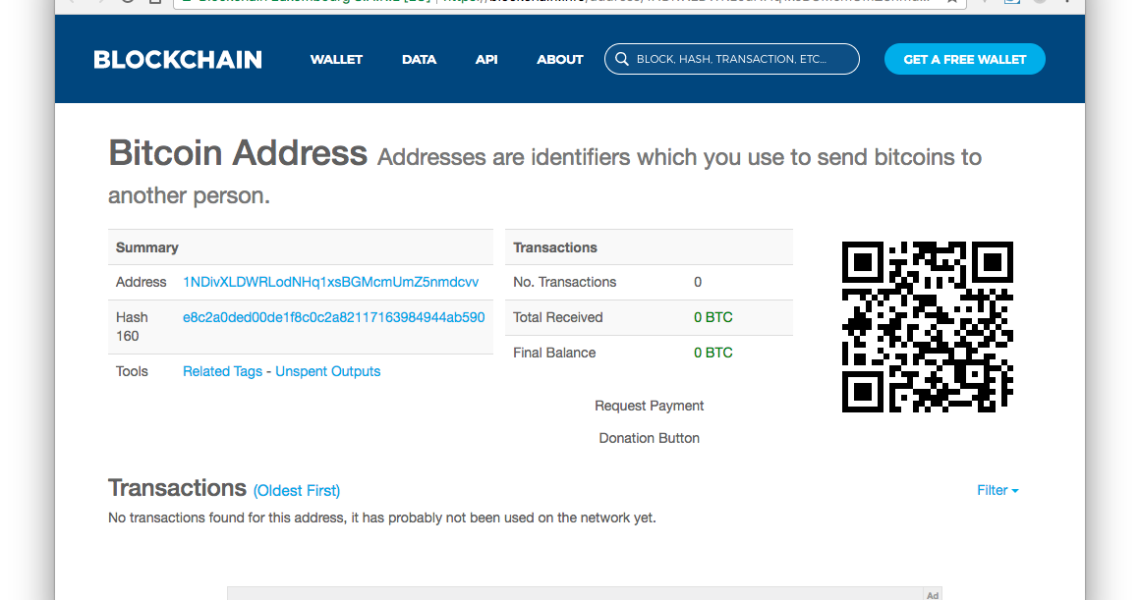 BLOCKCHAIN WALLET DATA API ABOUT BLOCK, HASH, TRANSACTION, ETC... GET A FREE WALLET
Bitcoin Address Addresses are identifiers which you use to send bitcoins to
another person.
Summary
Address 1NDivXLDWRLodNHq1xsBGMcmUmZ5nmdcvv
Hash 160 e8c2a0ded00de1f8c0c2a82117163984944ab590
Tools Related Tags - Unspent Outputs
Transactions
No. Transactions 0
Total Received 0 BTC
Final Balance 0 BTC
Request Payment
Donation Button
Transactions (Oldest First) Filter
No transactions found for this address, it has probably not been used on the network yet.
Ad